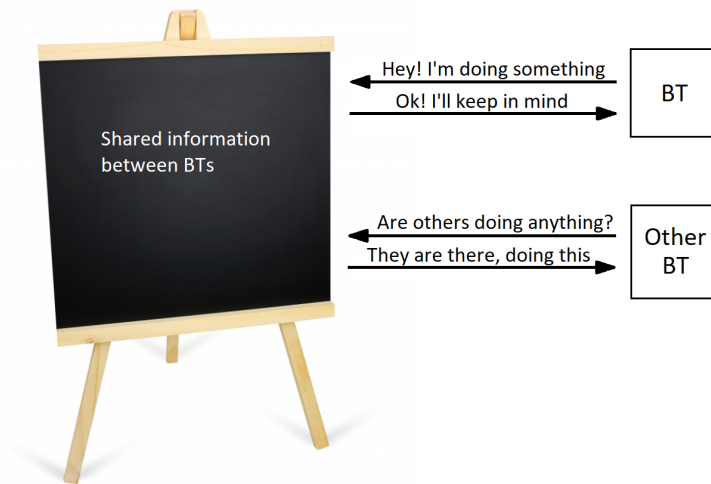 Shared information
between BTs
Hey! I'm doing something
Ok! I'll keep in mind
BT
Are others doing anything?
They are there, doing this
Other
BT